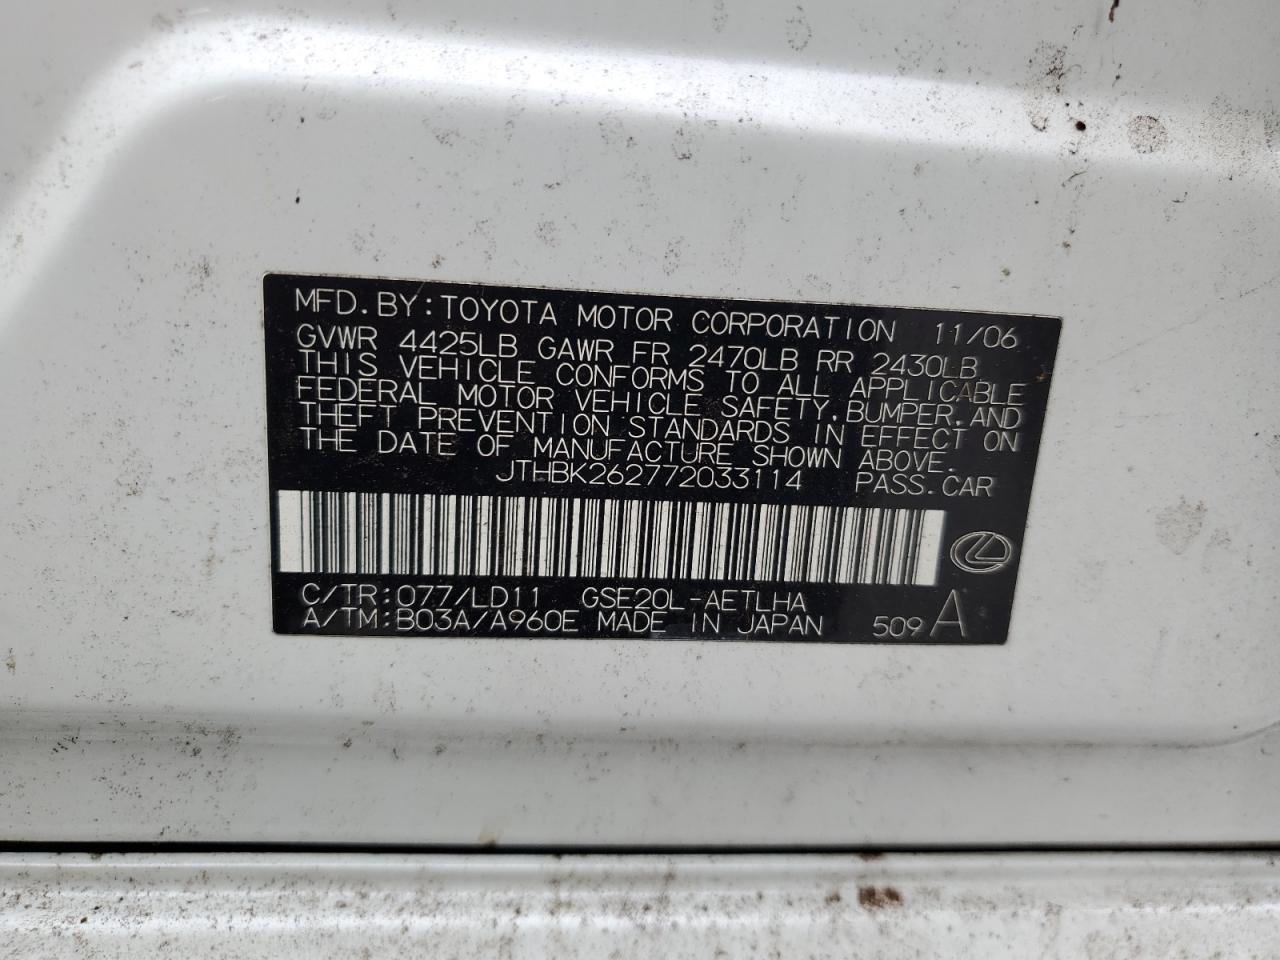 MFD.BY:TOYOTA MOTOR CORPORATION 11/06
GVWR 4425LB GAWR FR 2470LB RR 2430LB
THIS VEHICLE CONFORMS TO ALL APPLICABLE
FEDERAL MOTOR VEHICLE SAFETY,BUMPER,AND
THEFT PREVENTION STANDARDS IN EFFECT ON
THE DATE OF MANUFACTURE SHOWN ABOVE.
JTHBK262772033114 PASS.CAR
C/TR:077/LD11 GSE20L-AETLHA
A/TM:B03A/A960E MADE IN JAPAN 509 A